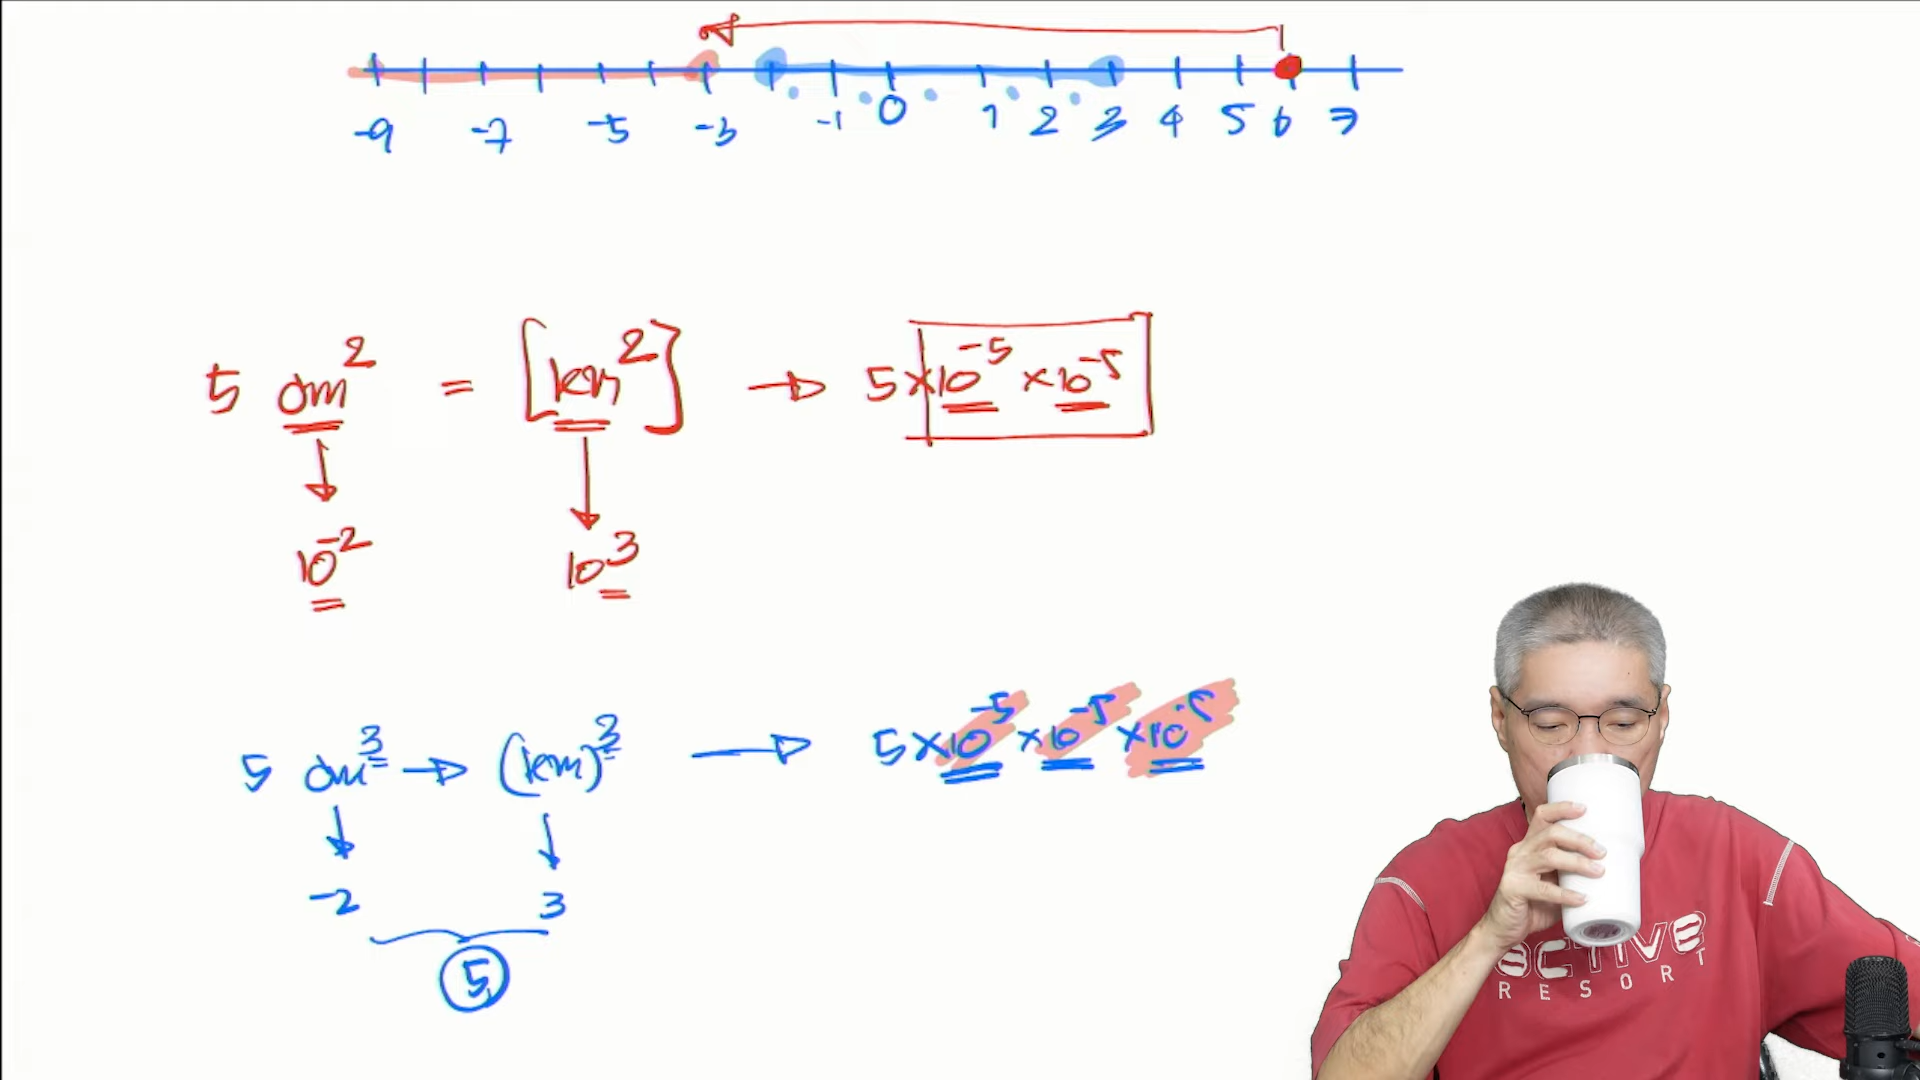 -9 -7 -5 -3 -1 0 1 2 3 4 5 6 7
5 cm² = [km²] → 5×10⁻⁵×10⁻⁵
10⁻² 10³
5 cm³ → (km)³ → 5×10⁻⁵×10⁻⁵×10⁻⁵
-2 3
5
ACTIVE
RESORT